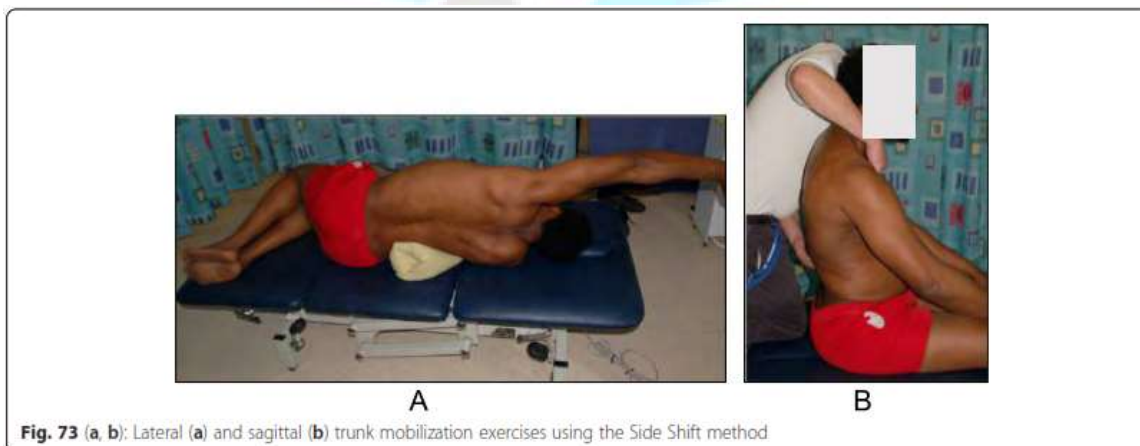 A
B
Fig. 73 (a, b): Lateral (a) and sagittal (b) trunk mobilization exercises using the Side Shift method